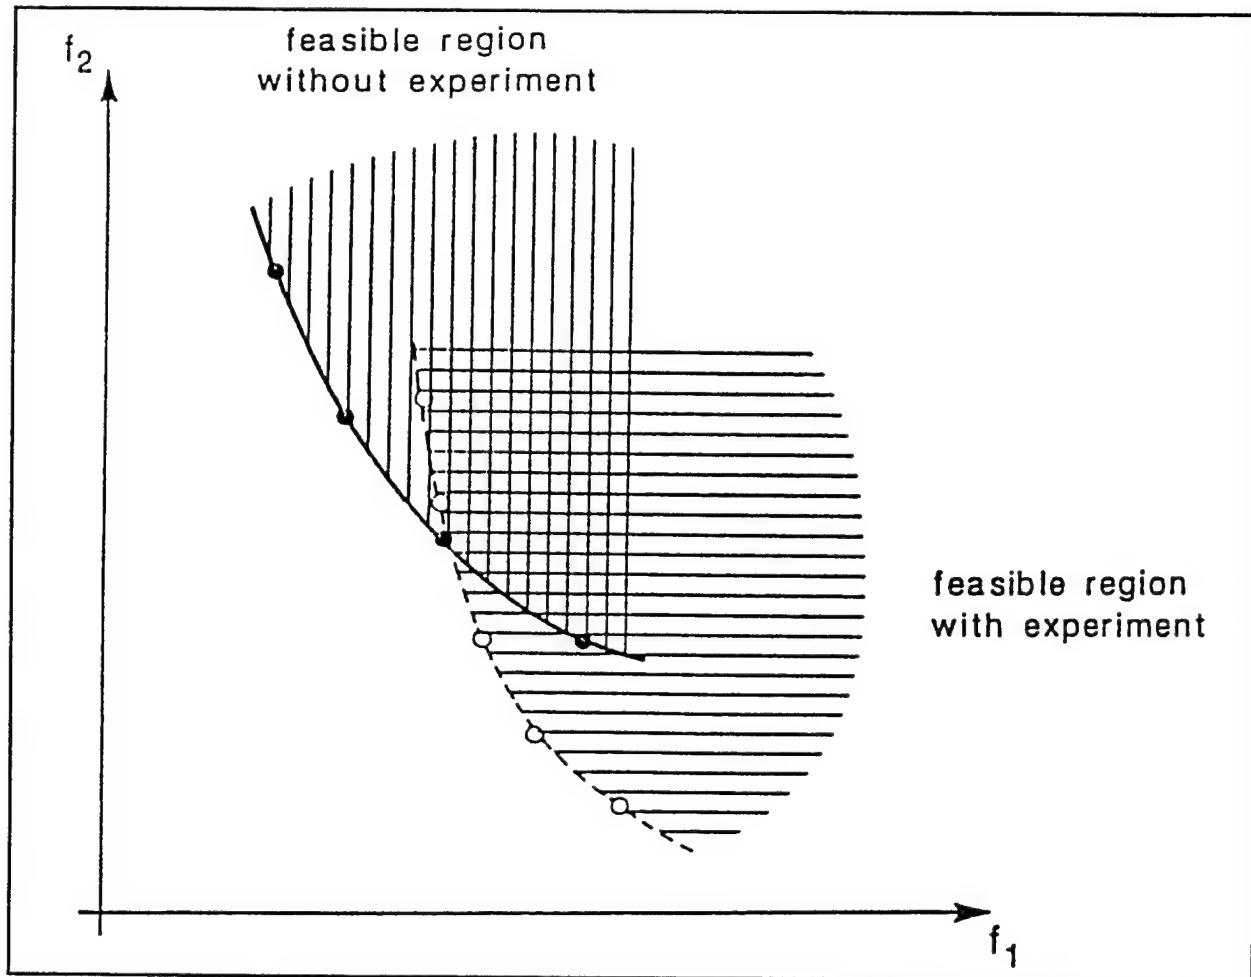 f2
feasible region
without experiment
feasible region
with experiment
f1